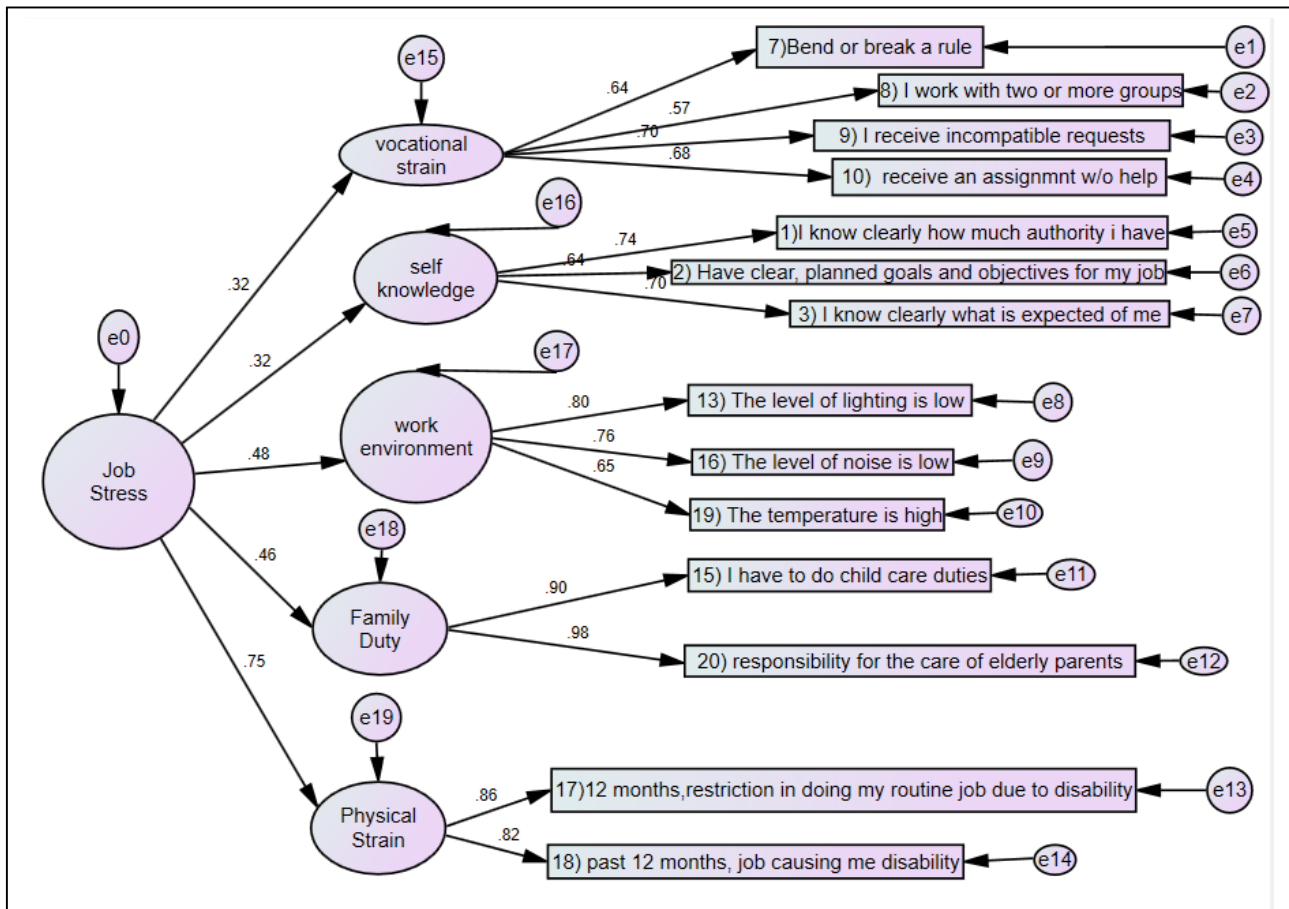 e15
7)Bend or break a rule
e1
.64
8) I work with two or more groups
e2
.57
vocational
strain
.70
9) I receive incompatible requests
e3
.68
10)  receive an assignmnt w/o help
e4
e16
.32
self
knowledge
.74
1)I know clearly how much authority i have
e5
.64
2) Have clear, planned goals and objectives for my job
e6
.70
3) I know clearly what is expected of me
e7
e0
.32
e17
work
environment
.80
13) The level of lighting is low
e8
.76
16) The level of noise is low
e9
.65
19) The temperature is high
e10
Job
Stress
.48
e18
.46
Family
Duty
.90
15) I have to do child care duties
e11
.98
20) responsibility for the care of elderly parents
e12
.75
e19
Physical
Strain
.86
17)12 months,restriction in doing my routine job due to disability
e13
.82
18) past 12 months, job causing me disability
e14